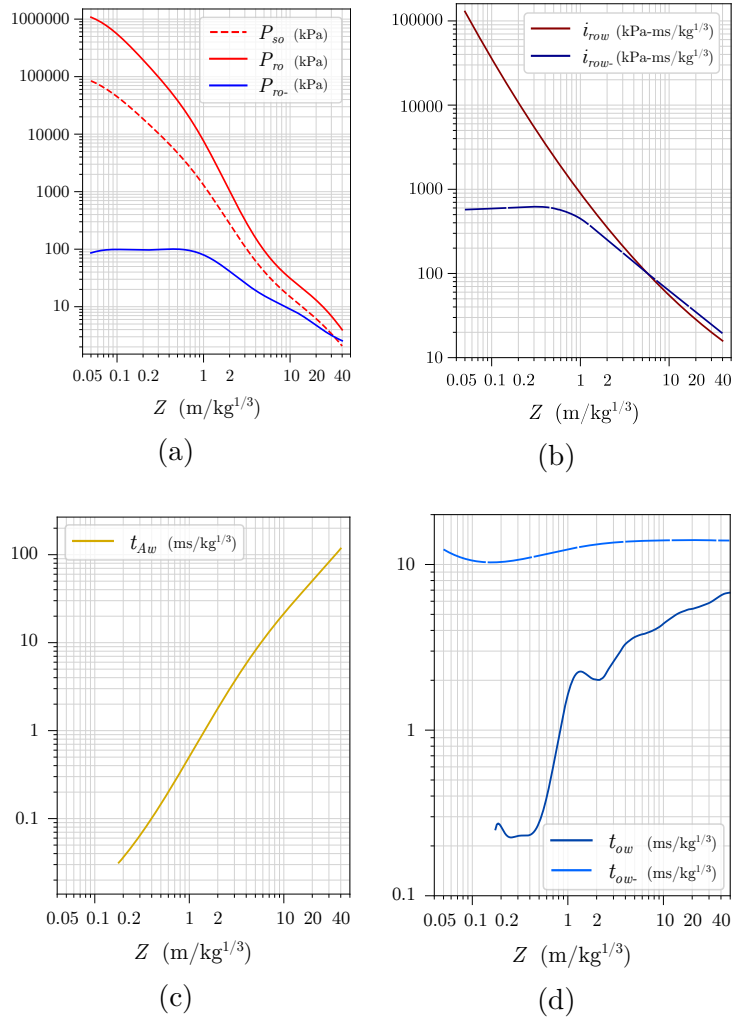 1000000
100000
10000
1000
100
10
P_so (kPa)
P_ro (kPa)
P_ro- (kPa)
0.05 0.1 0.2 1 2 10 20 40
Z (m/kg^1/3)
(a)
100000
10000
1000
100
10
i_row (kPa-ms/kg^1/3)
i_row- (kPa-ms/kg^1/3)
0.05 0.1 0.2 1 2 10 20 40
Z (m/kg^1/3)
(b)
100
10
1
0.1
t_Aw (ms/kg^1/3)
0.05 0.1 0.2 1 2 10 20 40
Z (m/kg^1/3)
(c)
10
1
0.1
t_ow (ms/kg^1/3)
t_ow- (ms/kg^1/3)
0.05 0.1 0.2 1 2 10 20 40
Z (m/kg^1/3)
(d)